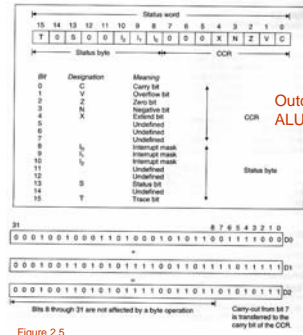 Status word
15 14 13 12 11 10 9 8 7 6 5 4 3 2 1 0
T 0 S 0 0 I₂ I₁ I₀ 0 0 0 X N Z V C
Status byte CCR
Bit Designation Meaning
0 C Carry bit
1 V Overflow bit
2 Z Zero bit
3 N Negative bit
4 X Extend bit
5 Undefined
6 Undefined
7 Undefined
8 I₀ Interrupt mask
9 I₁ Interrupt mask
10 I₂ Interrupt mask
11 Undefined
12 Undefined
13 S Status bit
14 Undefined
15 T Trace bit
CCR
Status byte
ALU
31 8 7 6 5 4 3 2 1 0
D0
D1
D2
Bits 8 through 31 are not affected by a byte operation
Carry-out from bit 7
is transferred to the
carry bit of the CCR.
Figure 2.5